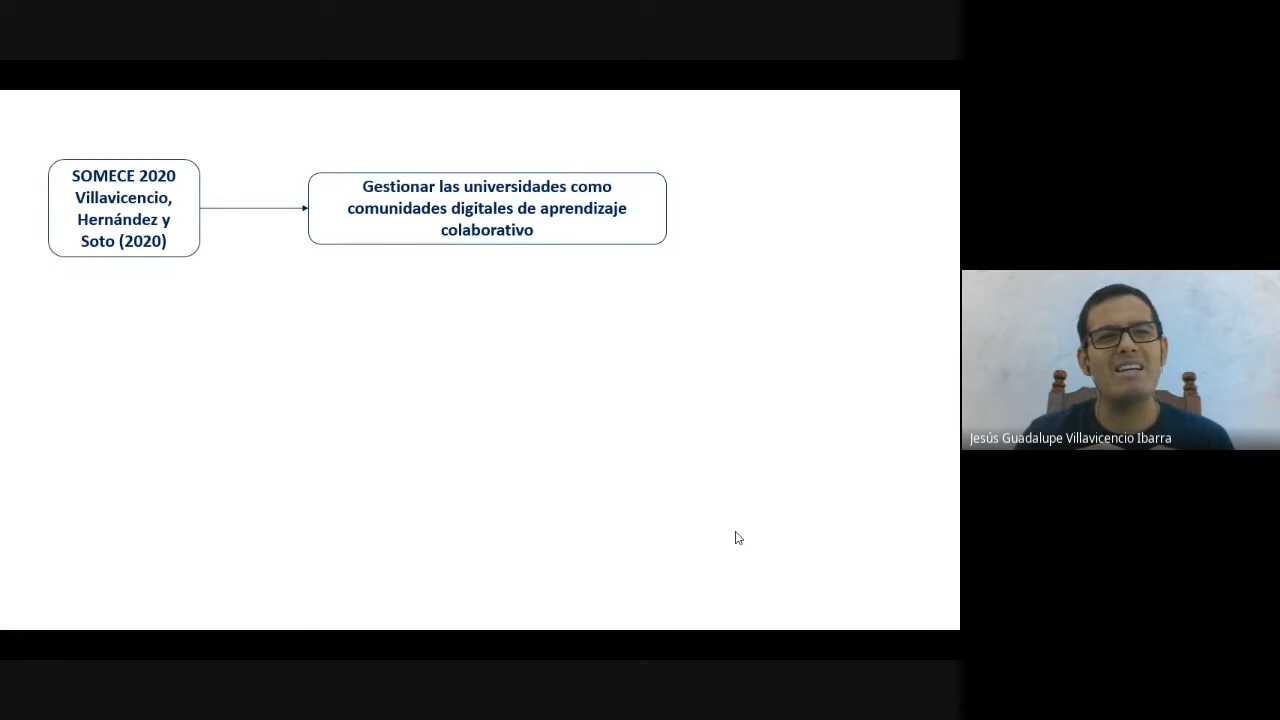 SOMECE 2020
Villavicencio,
Hernández y
Soto (2020)
Gestionar las universidades como
comunidades digitales de aprendizaje
colaborativo
Jesús Guadalupe Villavicencio Ibarra